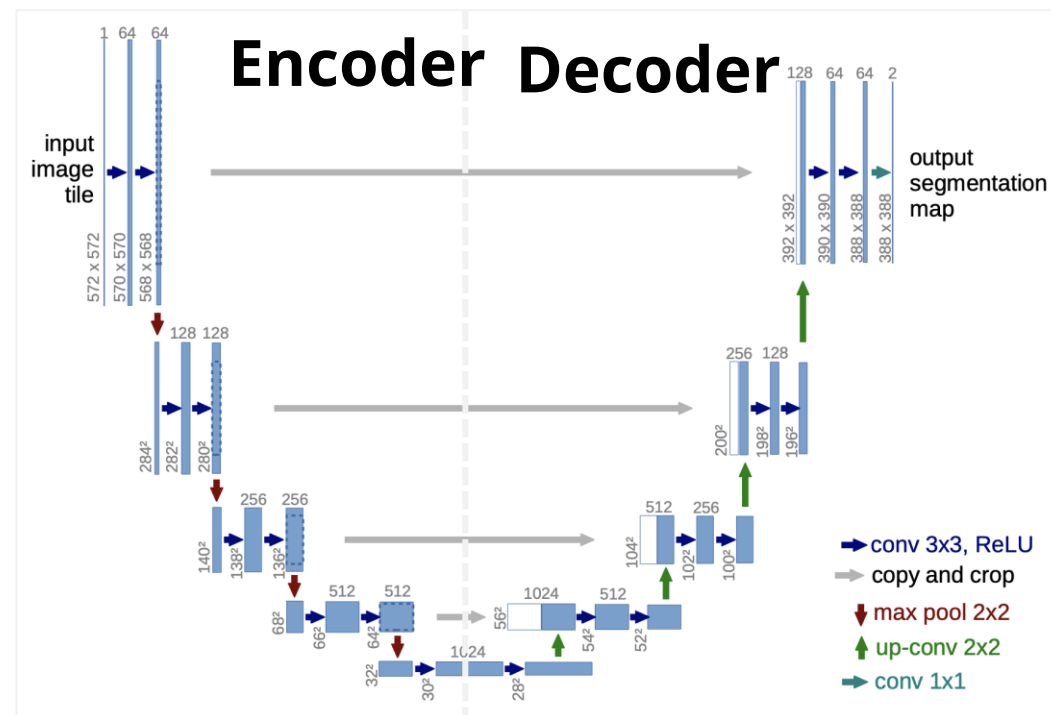 Encoder Decoder
1 64 64
128 64 64 2
input
image
tile
output
segmentation
map
572 x 572
570 x 570
568 x 568
392 x 392
390 x 390
388 x 388
388 x 388
128 128
256 128
284²
282²
280²
200²
198²
196²
256 256
512 256
140²
138²
136²
104²
102²
100²
512 512
1024 512
68²
66²
64²
56²
54²
52²
1024
32²
30²
28²
conv 3x3, ReLU
copy and crop
max pool 2x2
up-conv 2x2
conv 1x1